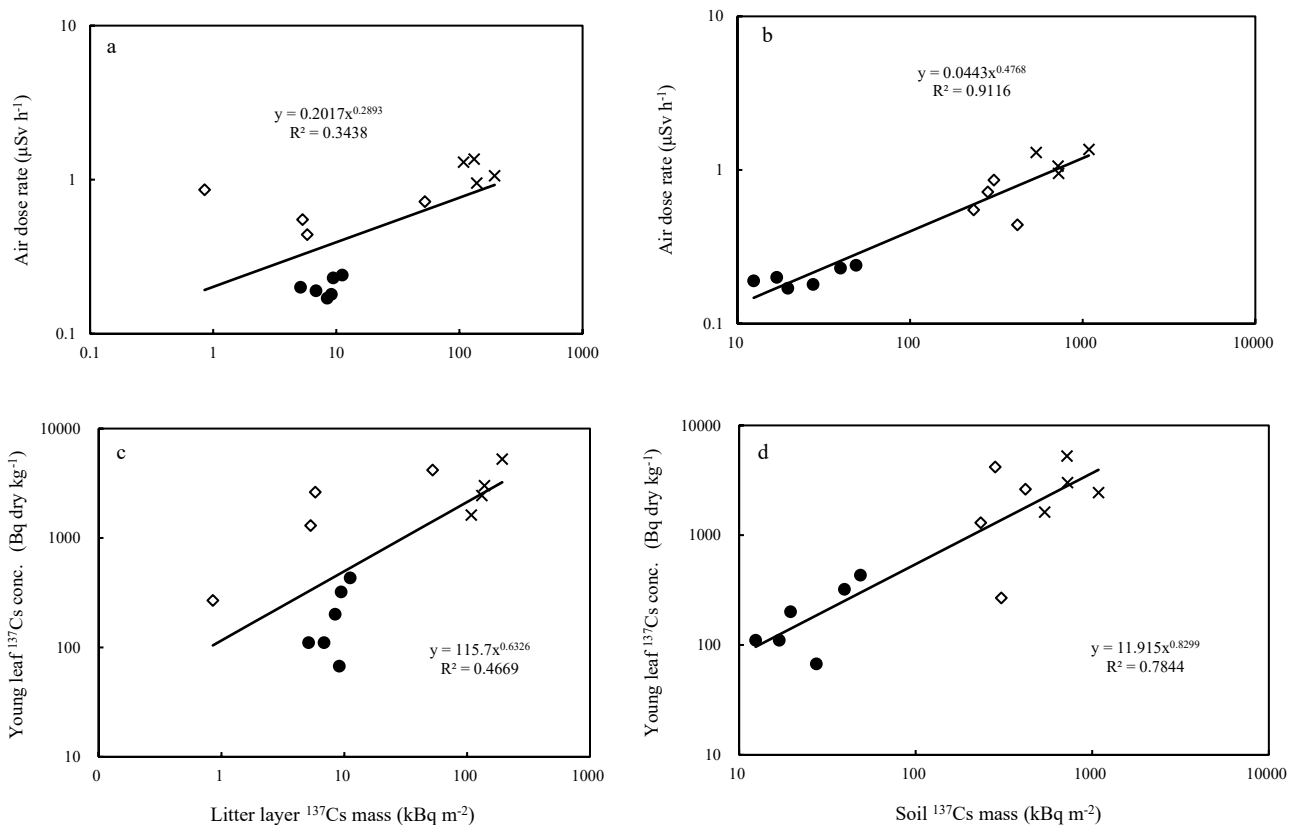 a
Air dose rate (µSv h-1)
10
1
0.1
y = 0.2017x^0.2893
R² = 0.3438
0.1 1 10 100 1000
b
Air dose rate (µSv h-1)
10
1
0.1
y = 0.0443x^0.4768
R² = 0.9116
10 100 1000 10000
c
Young leaf 137Cs conc. (Bq dry kg-1)
10000
1000
100
10
y = 115.7x^0.6326
R² = 0.4669
0 1 10 100 1000
Litter layer 137Cs mass (kBq m-2)
d
Young leaf 137Cs conc. (Bq dry kg-1)
10000
1000
100
10
y = 11.915x^0.8299
R² = 0.7844
10 100 1000 10000
Soil 137Cs mass (kBq m-2)